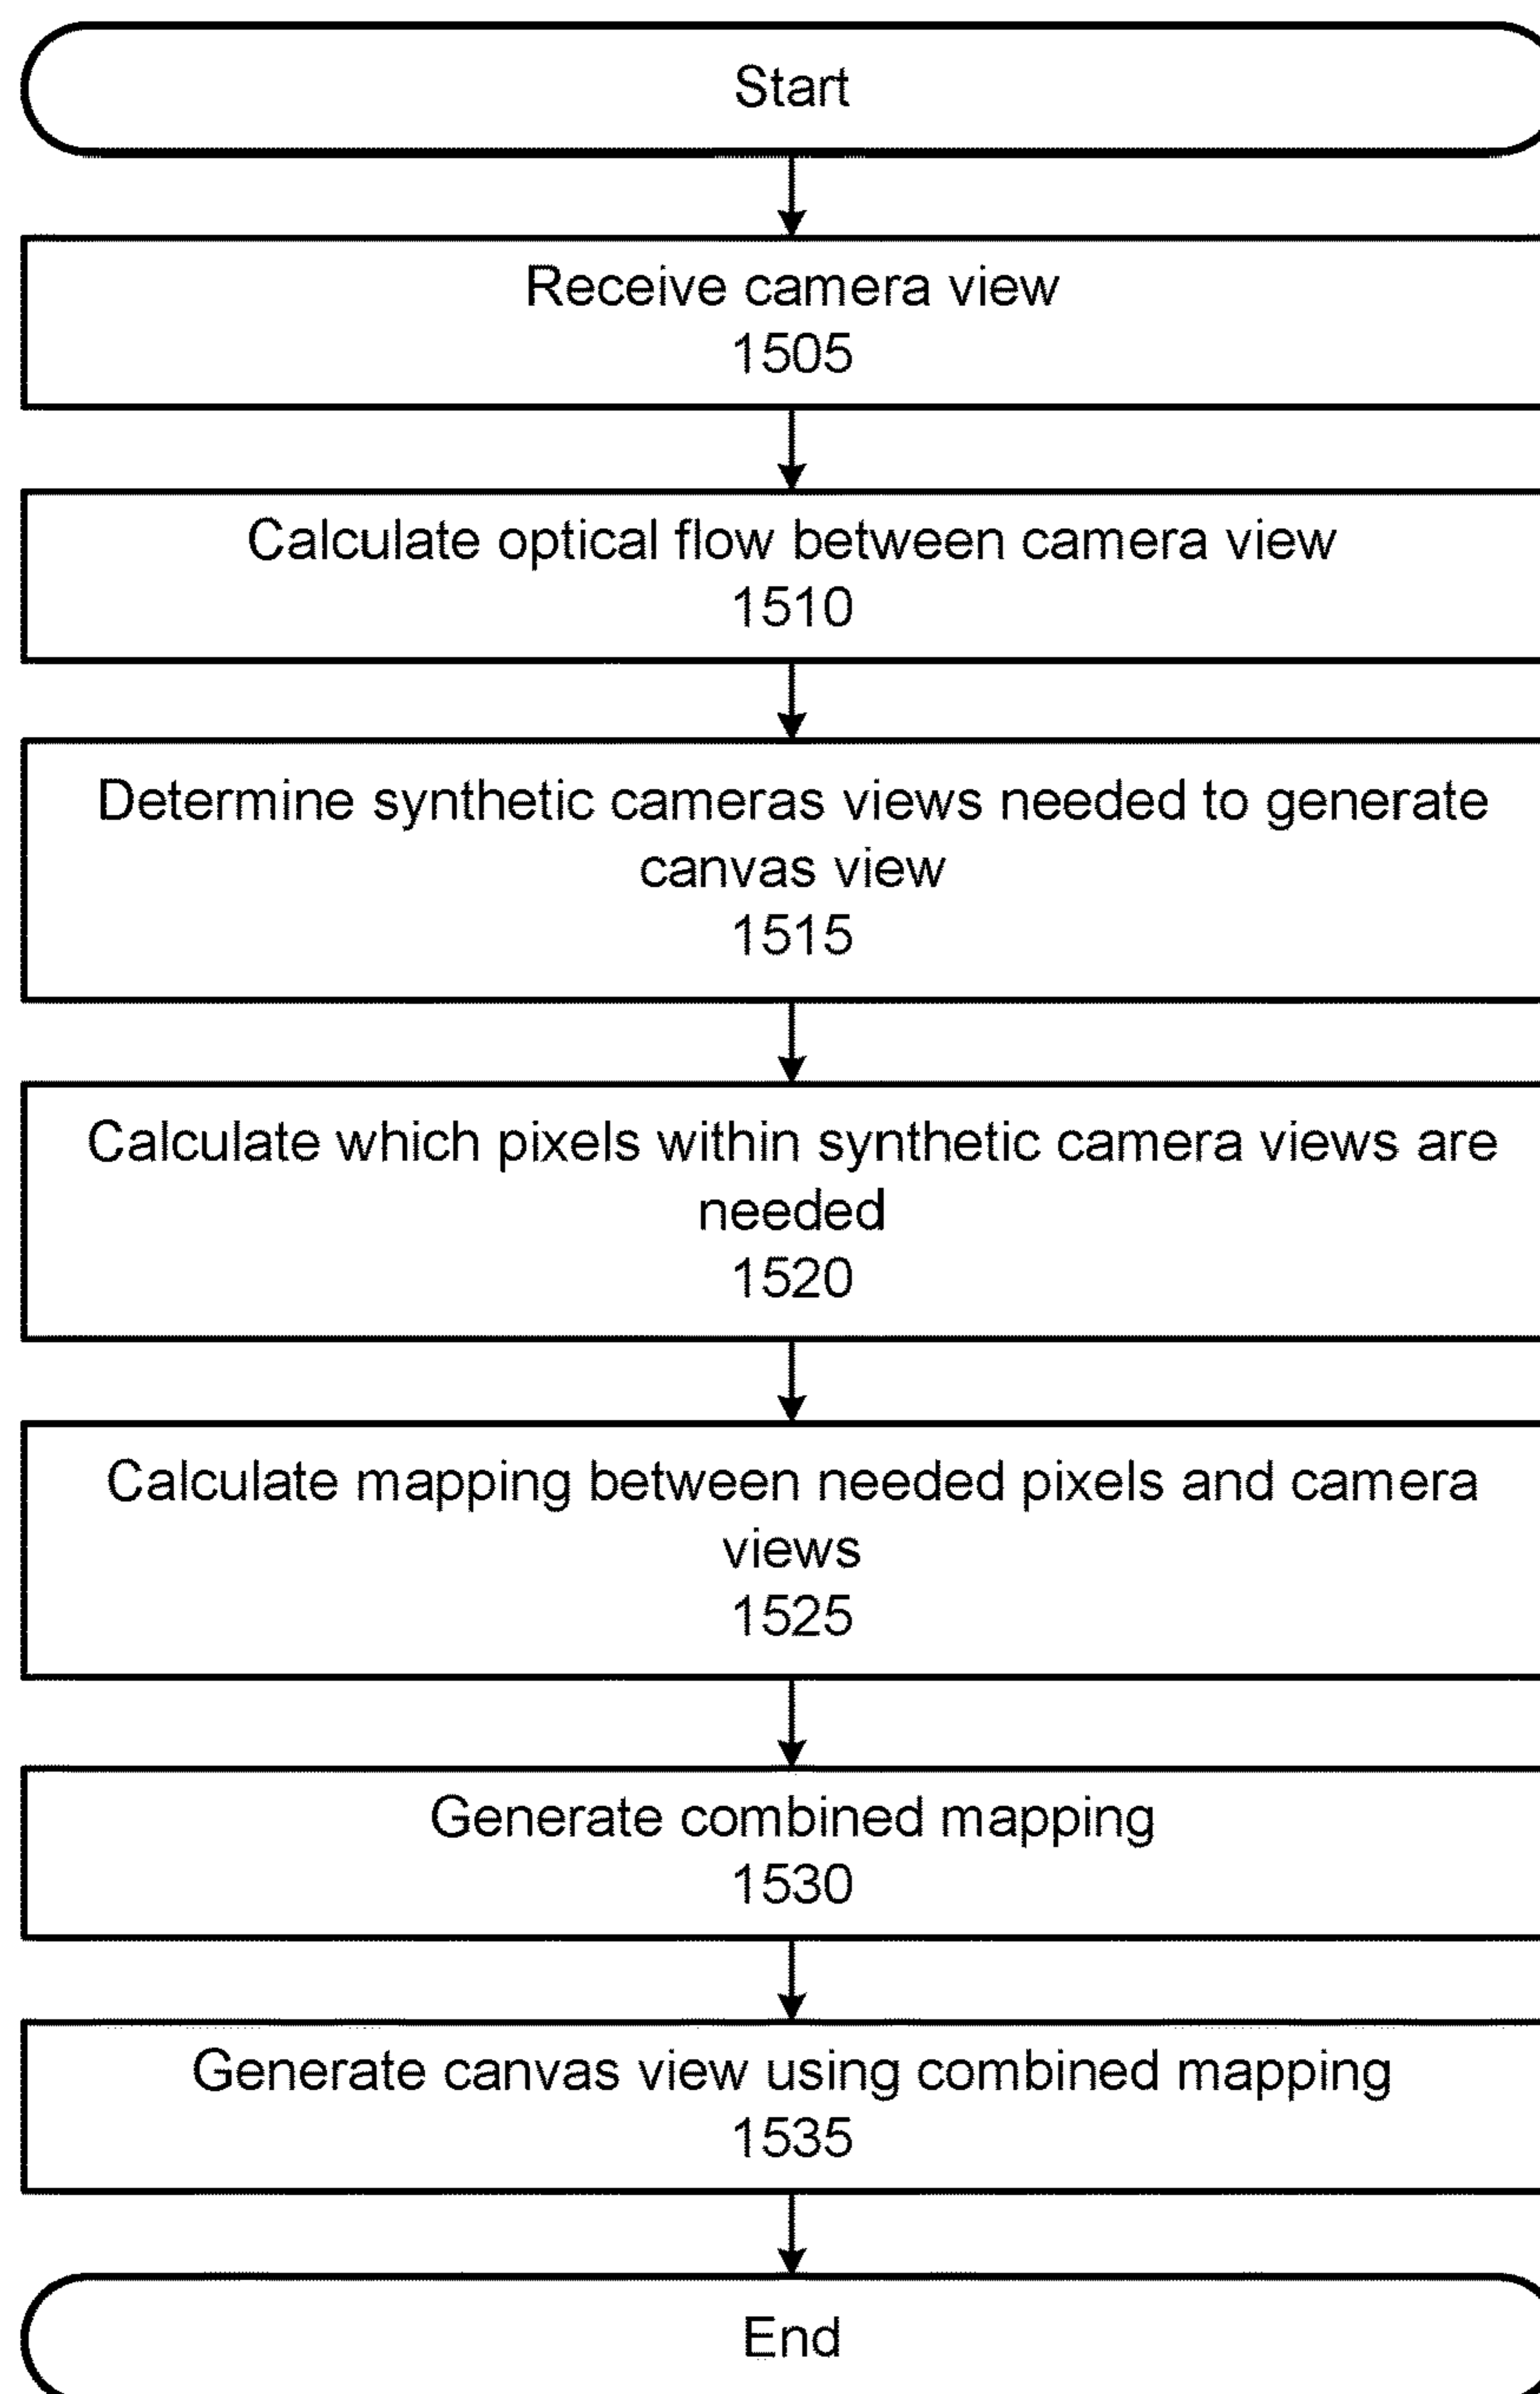 Start
Receive camera view
1505
Calculate optical flow between camera view
1510
Determine synthetic cameras views needed to generate
canvas view
1515
Calculate which pixels within synthetic camera views are
needed
1520
Calculate mapping between needed pixels and camera
views
1525
Generate combined mapping
1530
Generate canvas view using combined mapping
1535
End